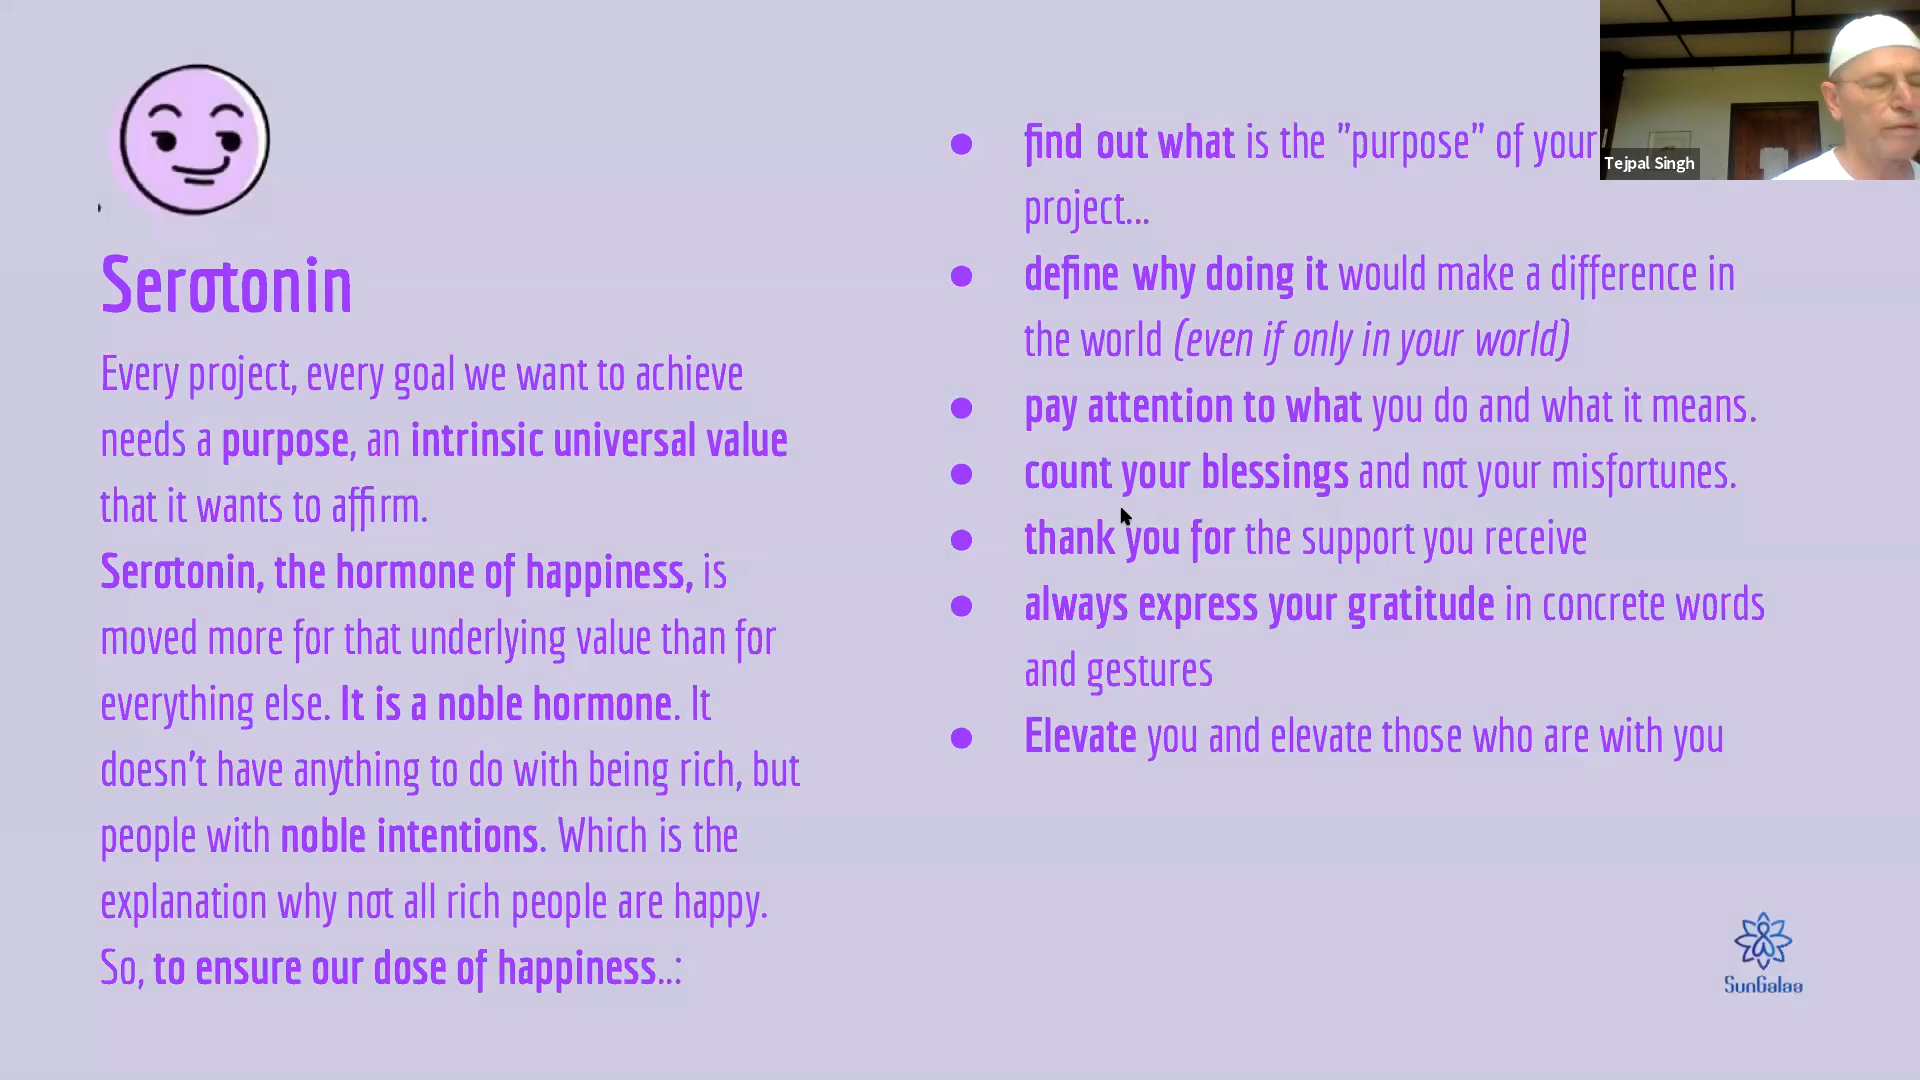 Serotonin
Every project, every goal we want to achieve
needs a purpose, an intrinsic universal value
that it wants to affirm.
Serotonin, the hormone of happiness, is
moved more for that underlying value than for
everything else. It is a noble hormone. It
doesn't have anything to do with being rich, but
people with noble intentions. Which is the
explanation why not all rich people are happy.
So, to ensure our dose of happiness..:
● find out what is the "purpose" of your
project...
● define why doing it would make a difference in
the world (even if only in your world)
● pay attention to what you do and what it means.
● count your blessings and not your misfortunes.
● thank you for the support you receive
● always express your gratitude in concrete words
and gestures
● Elevate you and elevate those who are with you
Tejpal Singh
SunGalaa